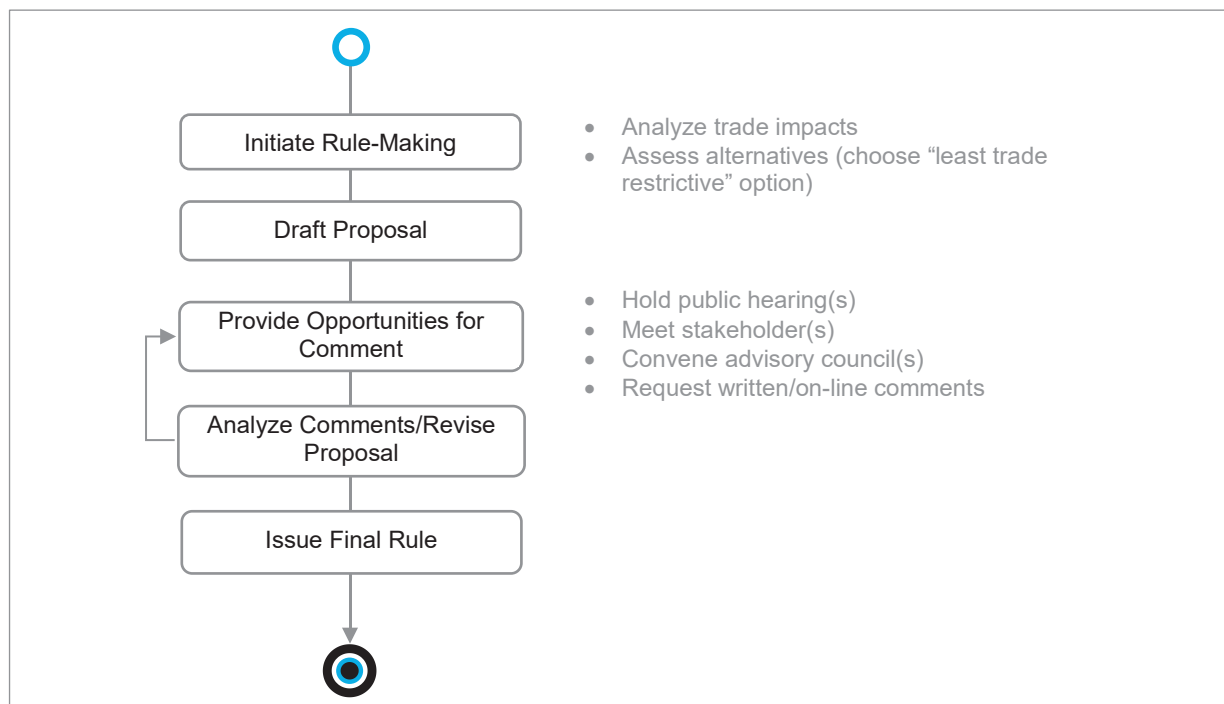 Initiate Rule-Making
• Analyze trade impacts
• Assess alternatives (choose “least trade
restrictive” option)
Draft Proposal
Provide Opportunities for
Comment
• Hold public hearing(s)
• Meet stakeholder(s)
• Convene advisory council(s)
• Request written/on-line comments
Analyze Comments/Revise
Proposal
Issue Final Rule